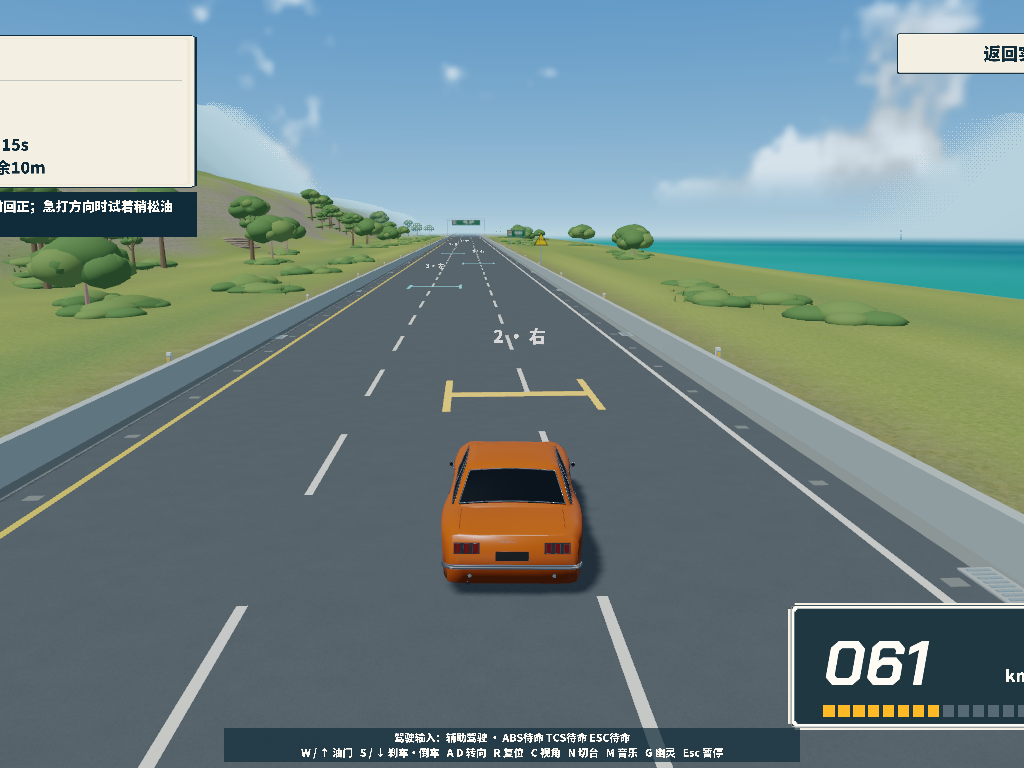 返回
15s
余10m
回正；急打方向时试着稍松油
3 · 右
2 · 右
061
km
驾驶输入：辅助驾驶 · ABS待命 TCS待命 ESC待命
W / ↑ 油门 S / ↓ 刹车·倒车 A D 转向 R 复位 C 视角 N 切台 M 音乐 G 幽灵 Esc 暂停